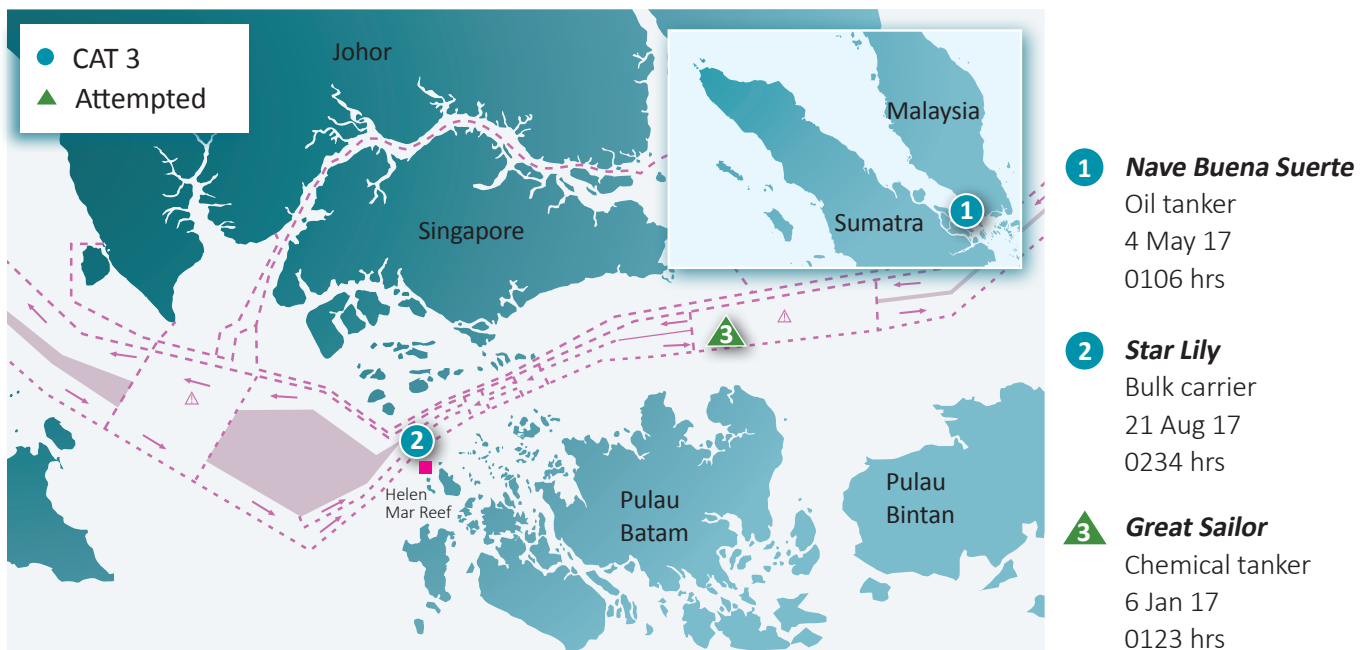 CAT 3
Attempted
Johor
Singapore
Malaysia
Sumatra
1
3
2
Helen
Mar Reef
Pulau
Batam
Pulau
Bintan
1
Nave Buena Suerte
Oil tanker
4 May 17
0106 hrs
2
Star Lily
Bulk carrier
21 Aug 17
0234 hrs
3
Great Sailor
Chemical tanker
6 Jan 17
0123 hrs